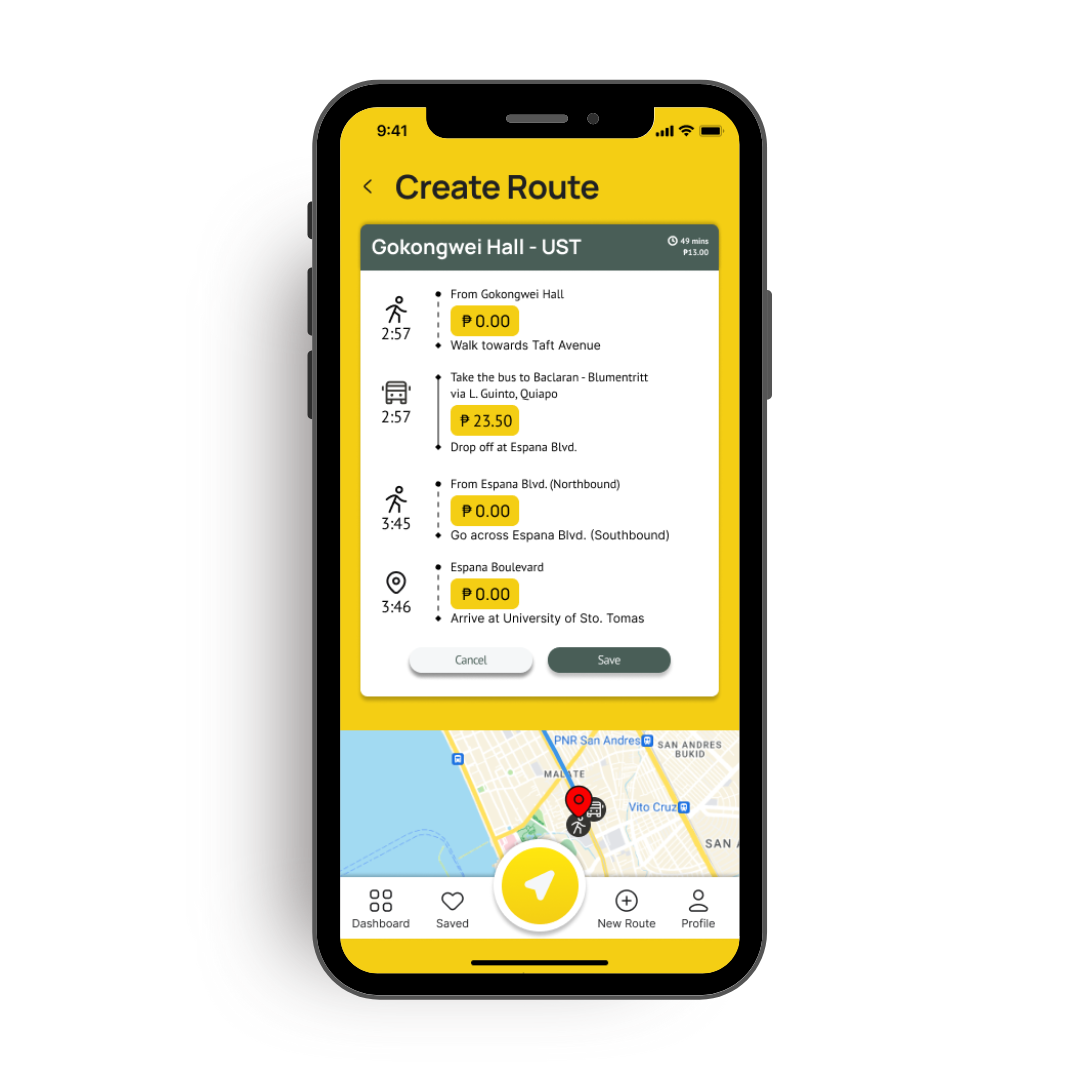 9:41
Create Route
Gokongwei Hall - UST
49 mins
₱13.00
From Gokongwei Hall
₱ 0.00
2:57
Walk towards Taft Avenue
Take the bus to Baclaran - Blumentritt
via L. Guinto, Quiapo
2:57
₱ 23.50
Drop off at Espana Blvd.
From Espana Blvd. (Northbound)
₱ 0.00
3:45
Go across Espana Blvd. (Southbound)
Espana Boulevard
₱ 0.00
3:46
Arrive at University of Sto. Tomas
Cancel
Save
PNR San Andres
SAN ANDRES
BUKID
MALATE
Vito Cruz
SAN A
Dashboard
Saved
New Route
Profile